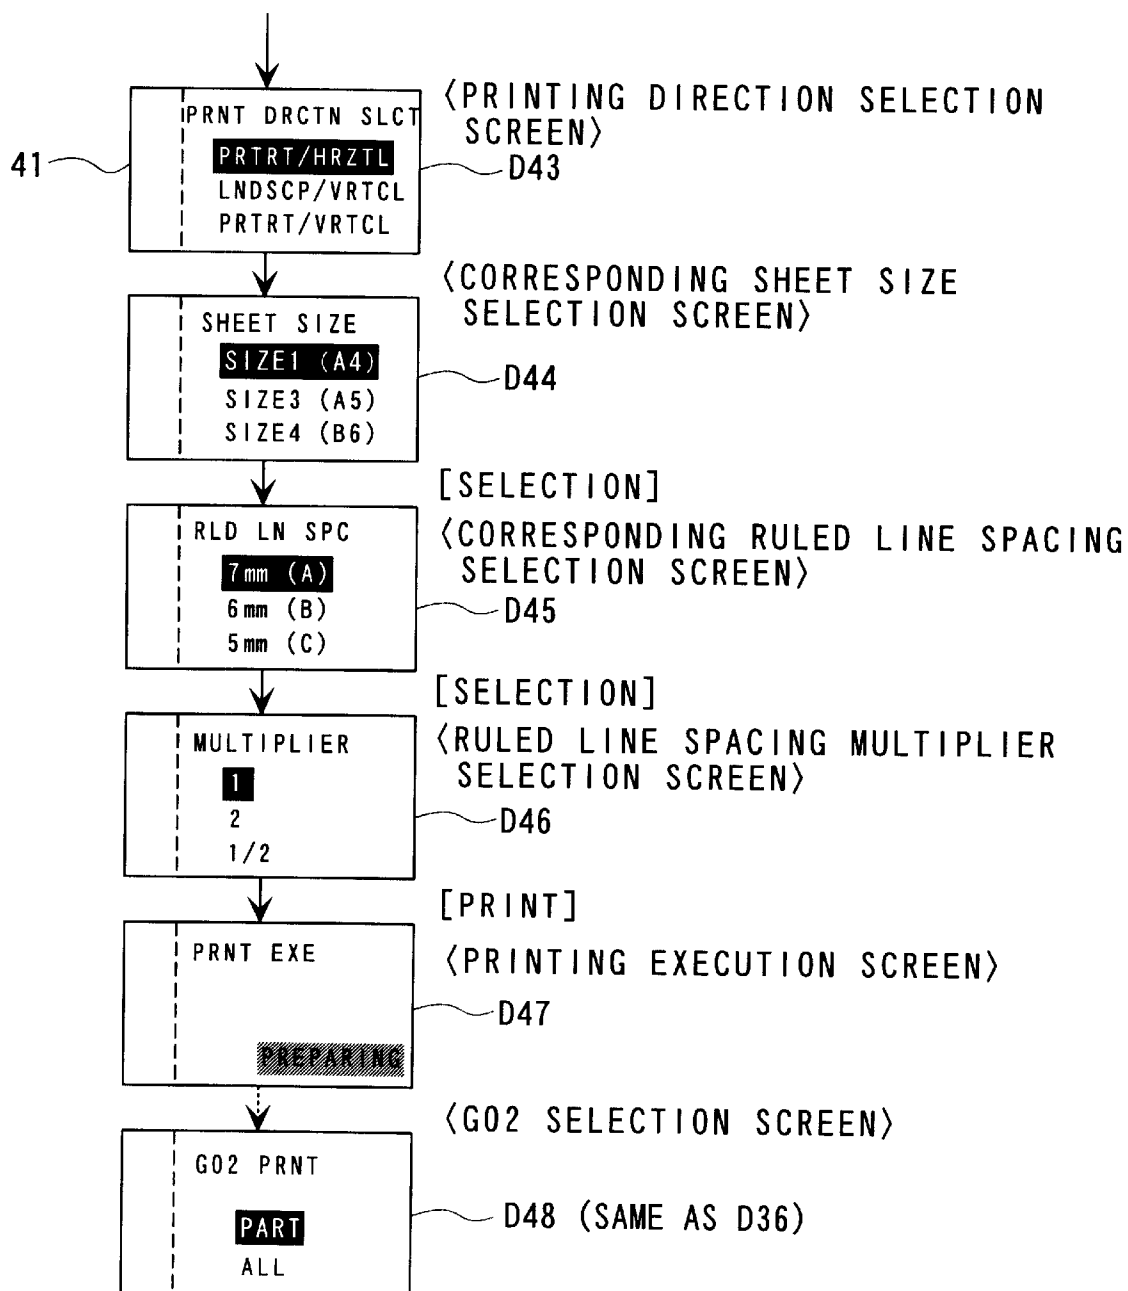 PRNT DRCTN SLCT
PRTRT/HRZTL
LNDSCP/VRTCL
PRTRT/VRTCL
41
〈PRINTING DIRECTION SELECTION
SCREEN〉
D43
SHEET SIZE
SIZE1 (A4)
SIZE3 (A5)
SIZE4 (B6)
〈CORRESPONDING SHEET SIZE
SELECTION SCREEN〉
D44
[SELECTION]
RLD LN SPC
7mm (A)
6mm (B)
5mm (C)
〈CORRESPONDING RULED LINE SPACING
SELECTION SCREEN〉
D45
[SELECTION]
MULTIPLIER
1
2
1/2
〈RULED LINE SPACING MULTIPLIER
SELECTION SCREEN〉
D46
[PRINT]
PRNT EXE
PREPARING
〈PRINTING EXECUTION SCREEN〉
D47
〈G02 SELECTION SCREEN〉
G02 PRNT
PART
ALL
D48 (SAME AS D36)